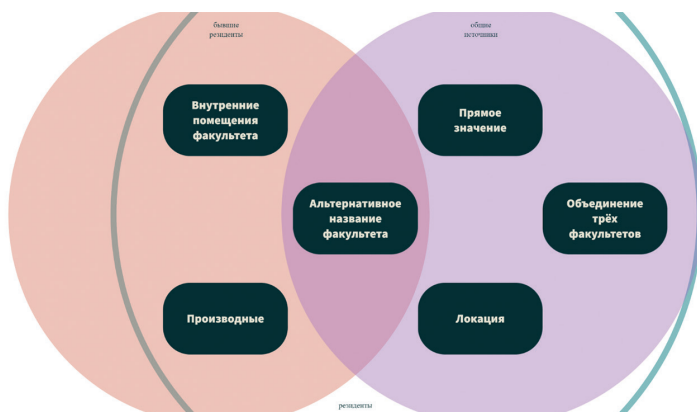 бывшие
резиденты
общие
источники
Внутренние
помещения
факультета
Прямое
значение
Альтернативное
название
факультета
Объединение
трёх
факультетов
Производные
Локация
резиденты